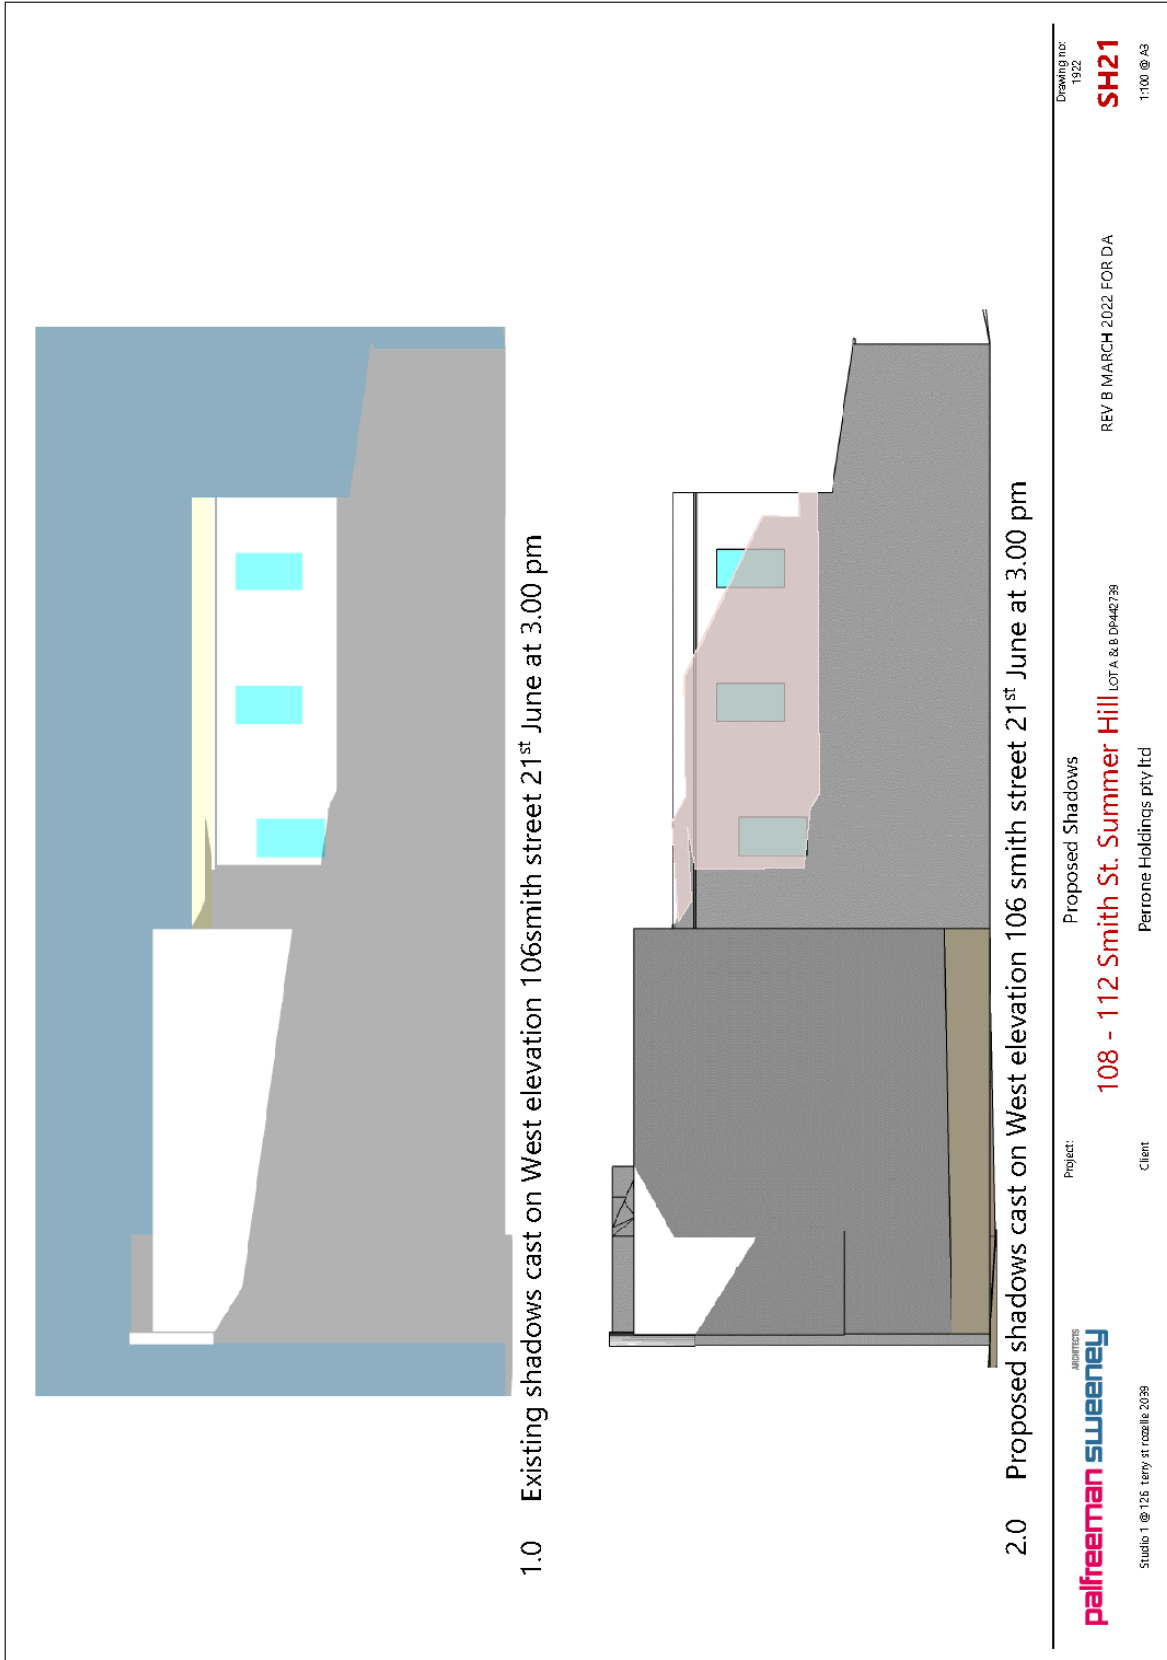 1.0 Existing shadows cast on West elevation 106smith street 21st June at 3.00 pm
2.0 Proposed shadows cast on West elevation 106 smith street 21st June at 3.00 pm
palfreeman sweeney
ARCHITECTS
Studio 1 @ 126 terry st rozelle 2039
Project:
Proposed Shadows
108 - 112 Smith St. Summer Hill LOT A & B DP442739
Client
Perrone Holdings pty ltd
REV B MARCH 2022 FOR DA
Drawing no:
1922
SH21
1:100 @ A3